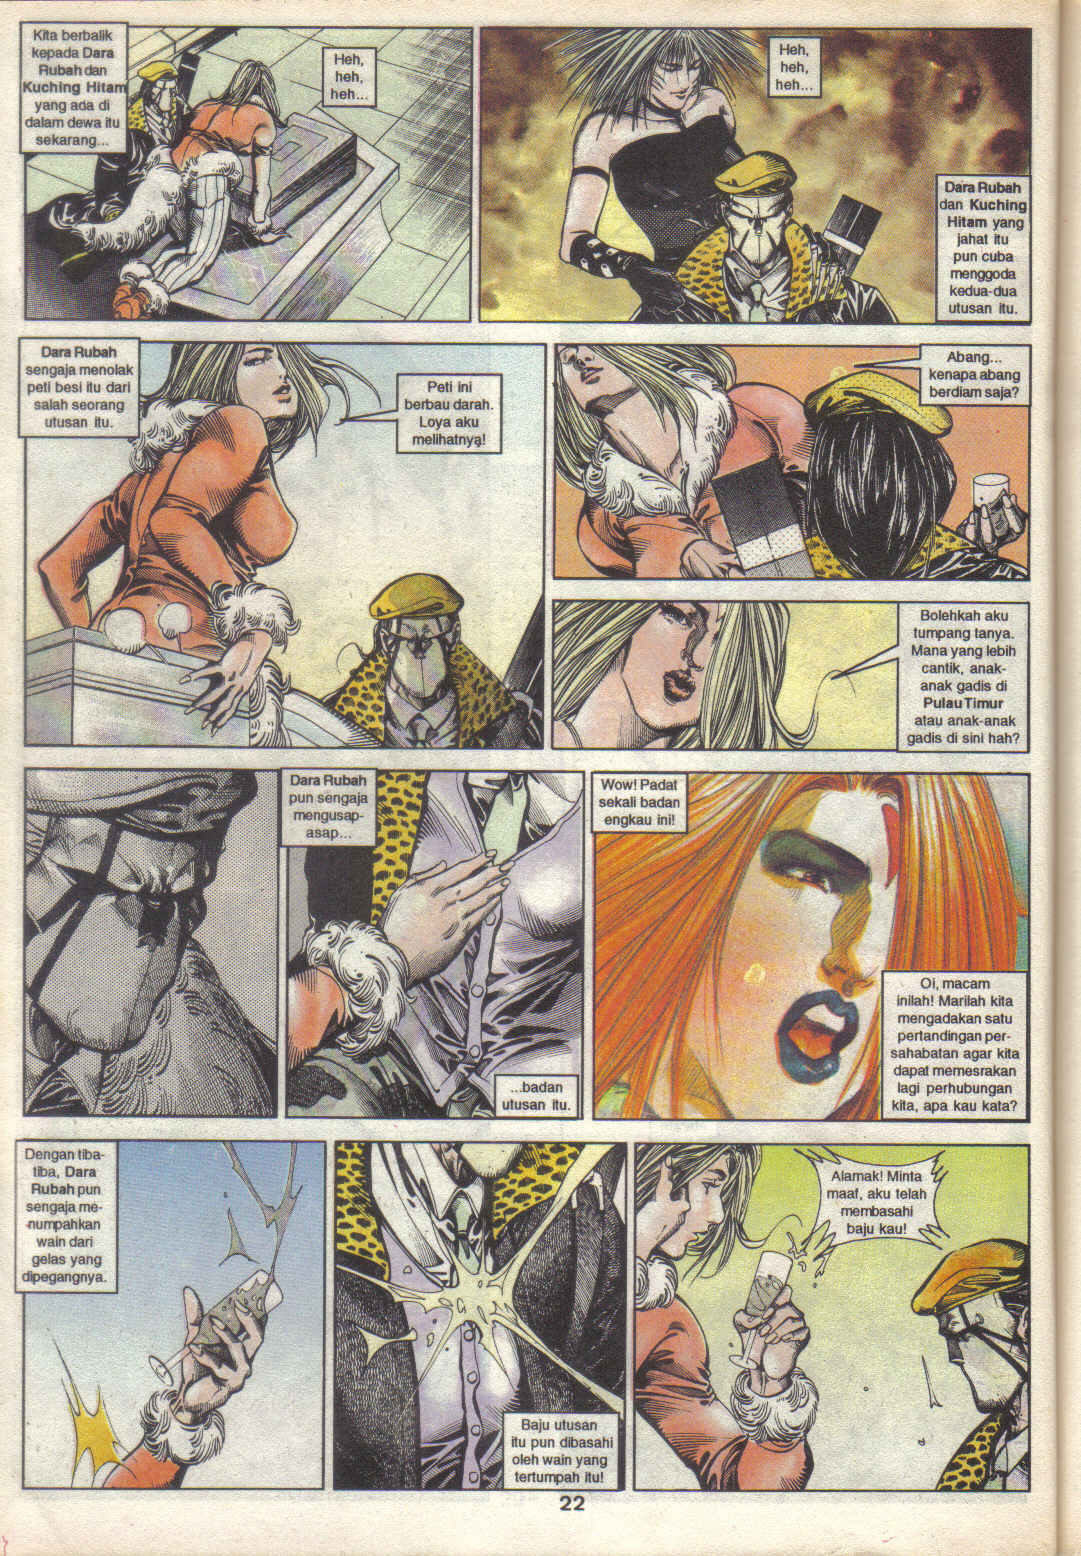 Kita berbalik
kepada Dara
Rubah dan
Kuching Hitam
yang ada di
dalam dewa itu
sekarang...
Heh,
heh,
heh...
Heh,
heh,
heh...
Dara Rubah
dan Kuching
Hitam yang
jahat itu
pun cuba
menggoda
kedua-dua
utusan itu.
Dara Rubah
sengaja menolak
peti besi itu dari
salah seorang
utusan itu.
Peti ini
berbau darah.
Loya aku
melihatnya!
Abang...
kenapa abang
berdiam saja?
Bolehkah aku
tumpang tanya.
Mana yang lebih
cantik, anak-
anak gadis di
Pulau Timur
atau anak-anak
gadis di sini hah?
Dara Rubah
pun sengaja
mengusap-
asap...
...badan
utusan itu.
Wow! Padat
sekali badan
engkau ini!
Oi, macam
inilah! Marilah kita
mengadakan satu
pertandingan per-
sahabatan agar kita
dapat memesrakan
lagi perhubungan
kita, apa kau kata?
Dengan tiba-
tiba, Dara
Rubah pun
sengaja me-
numpahkan
wain dari
gelas yang
dipegangnya.
Baju utusan
itu pun dibasahi
oleh wain yang
tertumpah itu!
Alamak! Minta
maaf, aku telah
membasahi
baju kau!
22